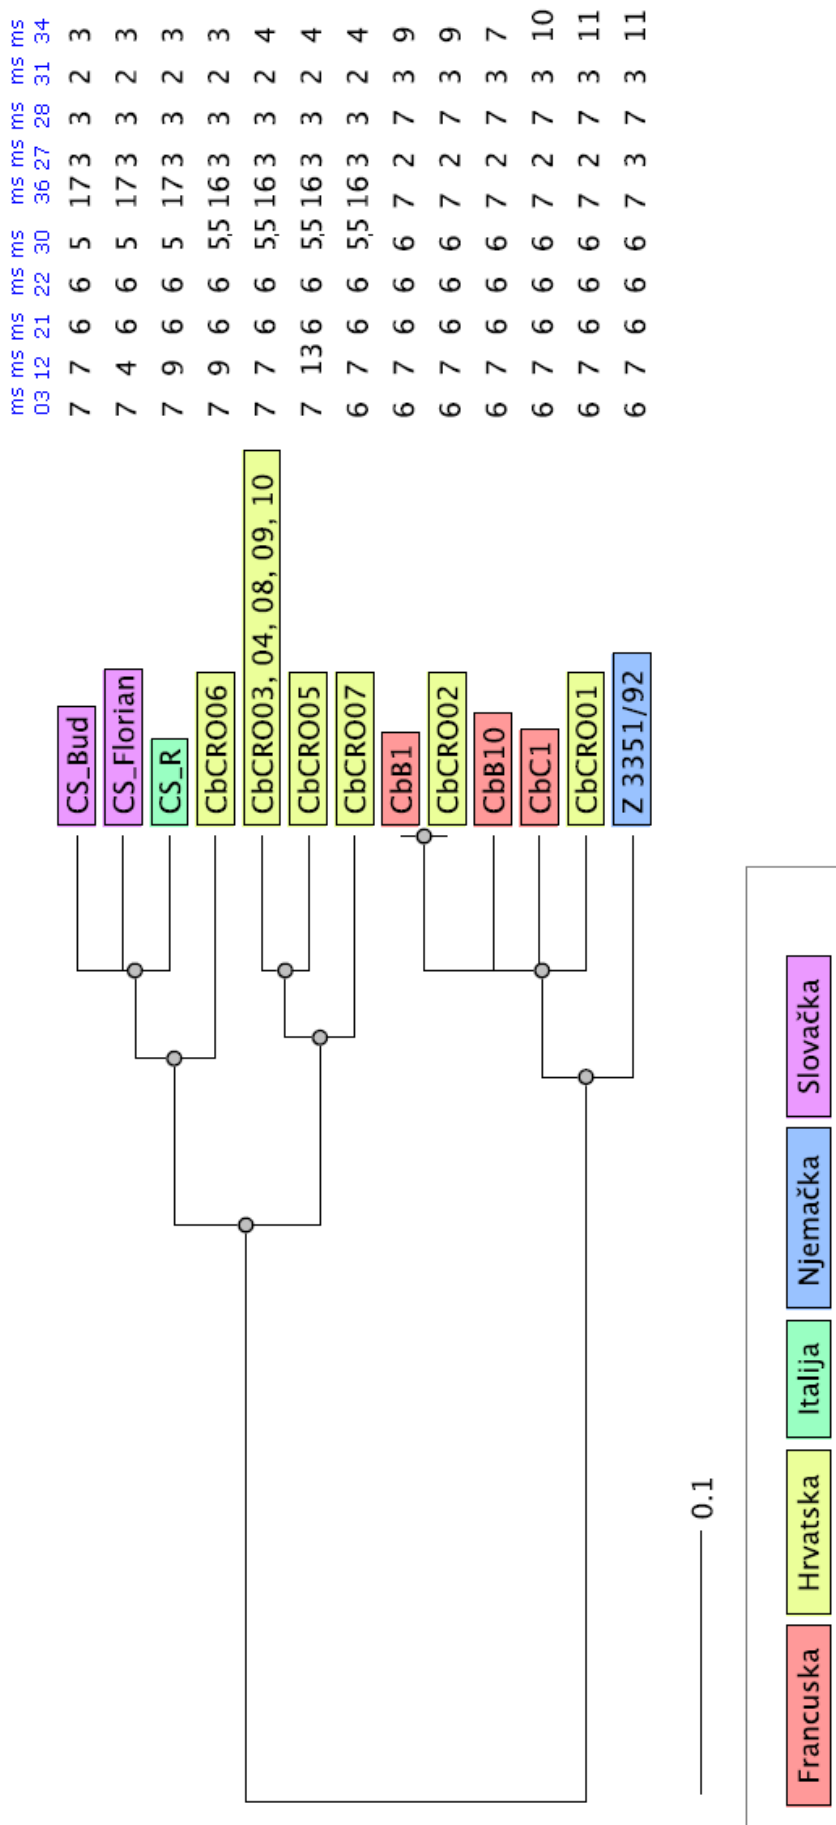 ms ms ms ms ms ms ms ms ms ms
03 12 21 22 30 36 27 28 31 34
CS_Bud 7 7 6 6 5 17 3 3 2 3
CS_Florian 7 4 6 6 5 17 3 3 2 3
CS_R 7 9 6 6 5 17 3 3 2 3
CbCRO06 7 9 6 6 5,5 16 3 3 2 3
CbCRO03, 04, 08, 09, 10 7 7 6 6 5,5 16 3 3 2 4
CbCRO05 7 13 6 6 5,5 16 3 3 2 4
CbCRO07 6 7 6 6 5,5 16 3 3 2 4
CbB1 6 7 6 6 6 7 2 7 3 9
CbCRO02 6 7 6 6 6 7 2 7 3 9
CbB10 6 7 6 6 6 7 2 7 3 7
CbC1 6 7 6 6 6 7 2 7 3 10
CbCRO01 6 7 6 6 6 7 2 7 3 11
Z 3351/92 6 7 6 6 6 7 3 7 3 11
0.1
Francuska Hrvatska Italija Njemačka Slovačka